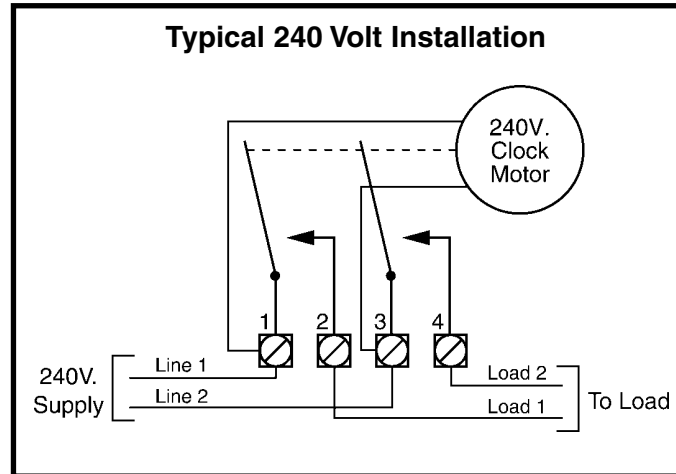 Typical 240 Volt Installation
240V.
Clock
Motor
1 2 3 4
240V.
Supply
Line 1
Line 2
Load 2
Load 1
To Load